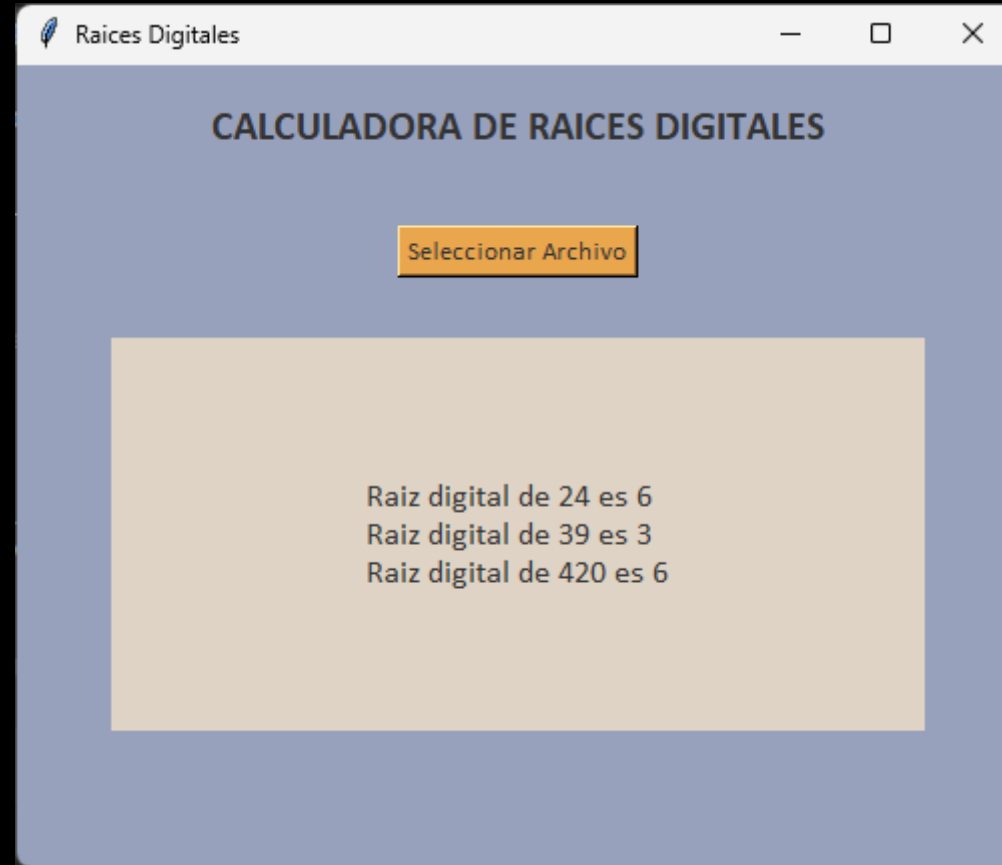 Raices Digitales
CALCULADORA DE RAICES DIGITALES
Seleccionar Archivo
Raiz digital de 24 es 6
Raiz digital de 39 es 3
Raiz digital de 420 es 6